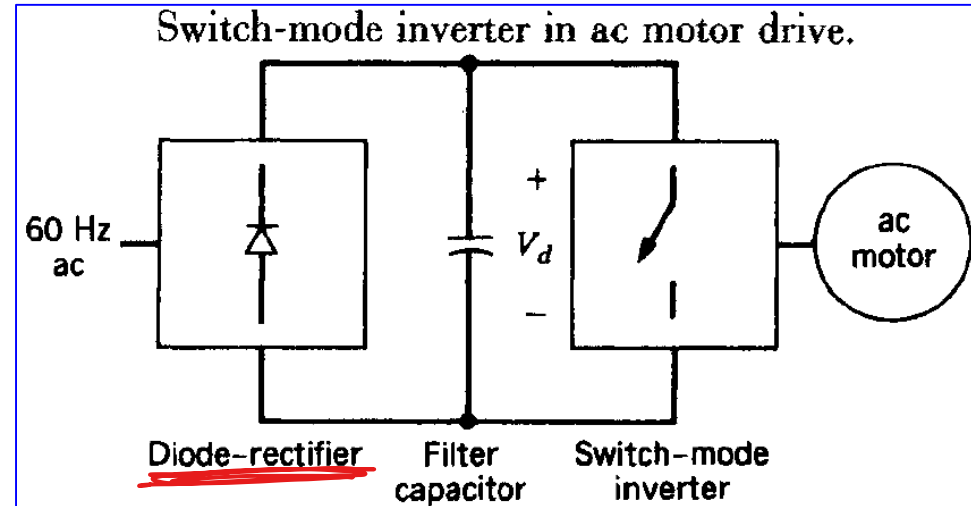 Switch-mode inverter in ac motor drive.
60 Hz
ac
+
V_d
−
ac
motor
Diode-rectifier
Filter
capacitor
Switch-mode
inverter